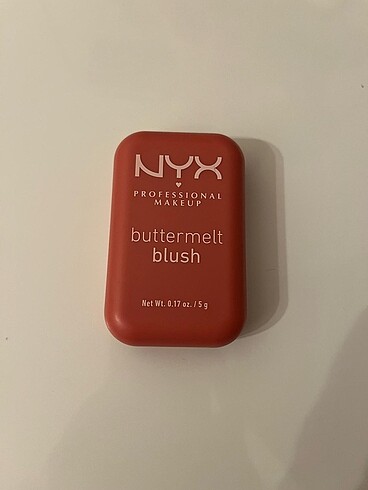 NYX
PROFESSIONAL
MAKEUP
buttermelt
blush
Net Wt. 0.17 oz. / 5 g